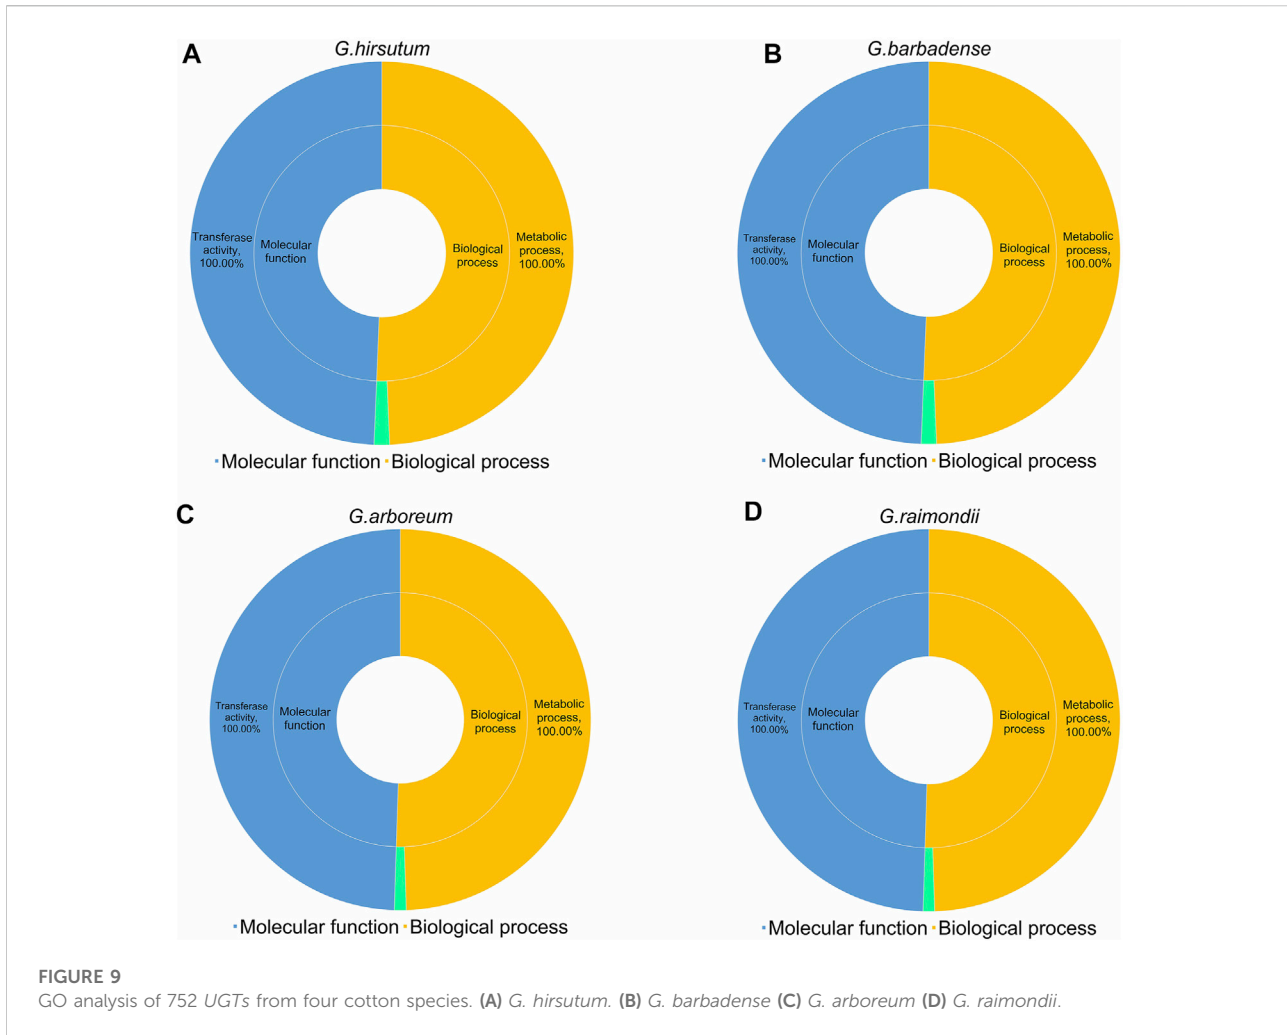 A
G.hirsutum
Transferase
activity,
100.00%
Molecular
function
Biological
process
Metabolic
process,
100.00%
Molecular function Biological process
B
G.barbadense
Transferase
activity,
100.00%
Molecular
function
Biological
process
Metabolic
process,
100.00%
Molecular function Biological process
C
G.arboreum
Transferase
activity,
100.00%
Molecular
function
Biological
process
Metabolic
process,
100.00%
Molecular function Biological process
D
G.raimondii
Transferase
activity,
100.00%
Molecular
function
Biological
process
Metabolic
process,
100.00%
Molecular function Biological process
FIGURE 9
GO analysis of 752 UGTs from four cotton species. (A) G. hirsutum. (B) G. barbadense (C) G. arboreum (D) G. raimondii.